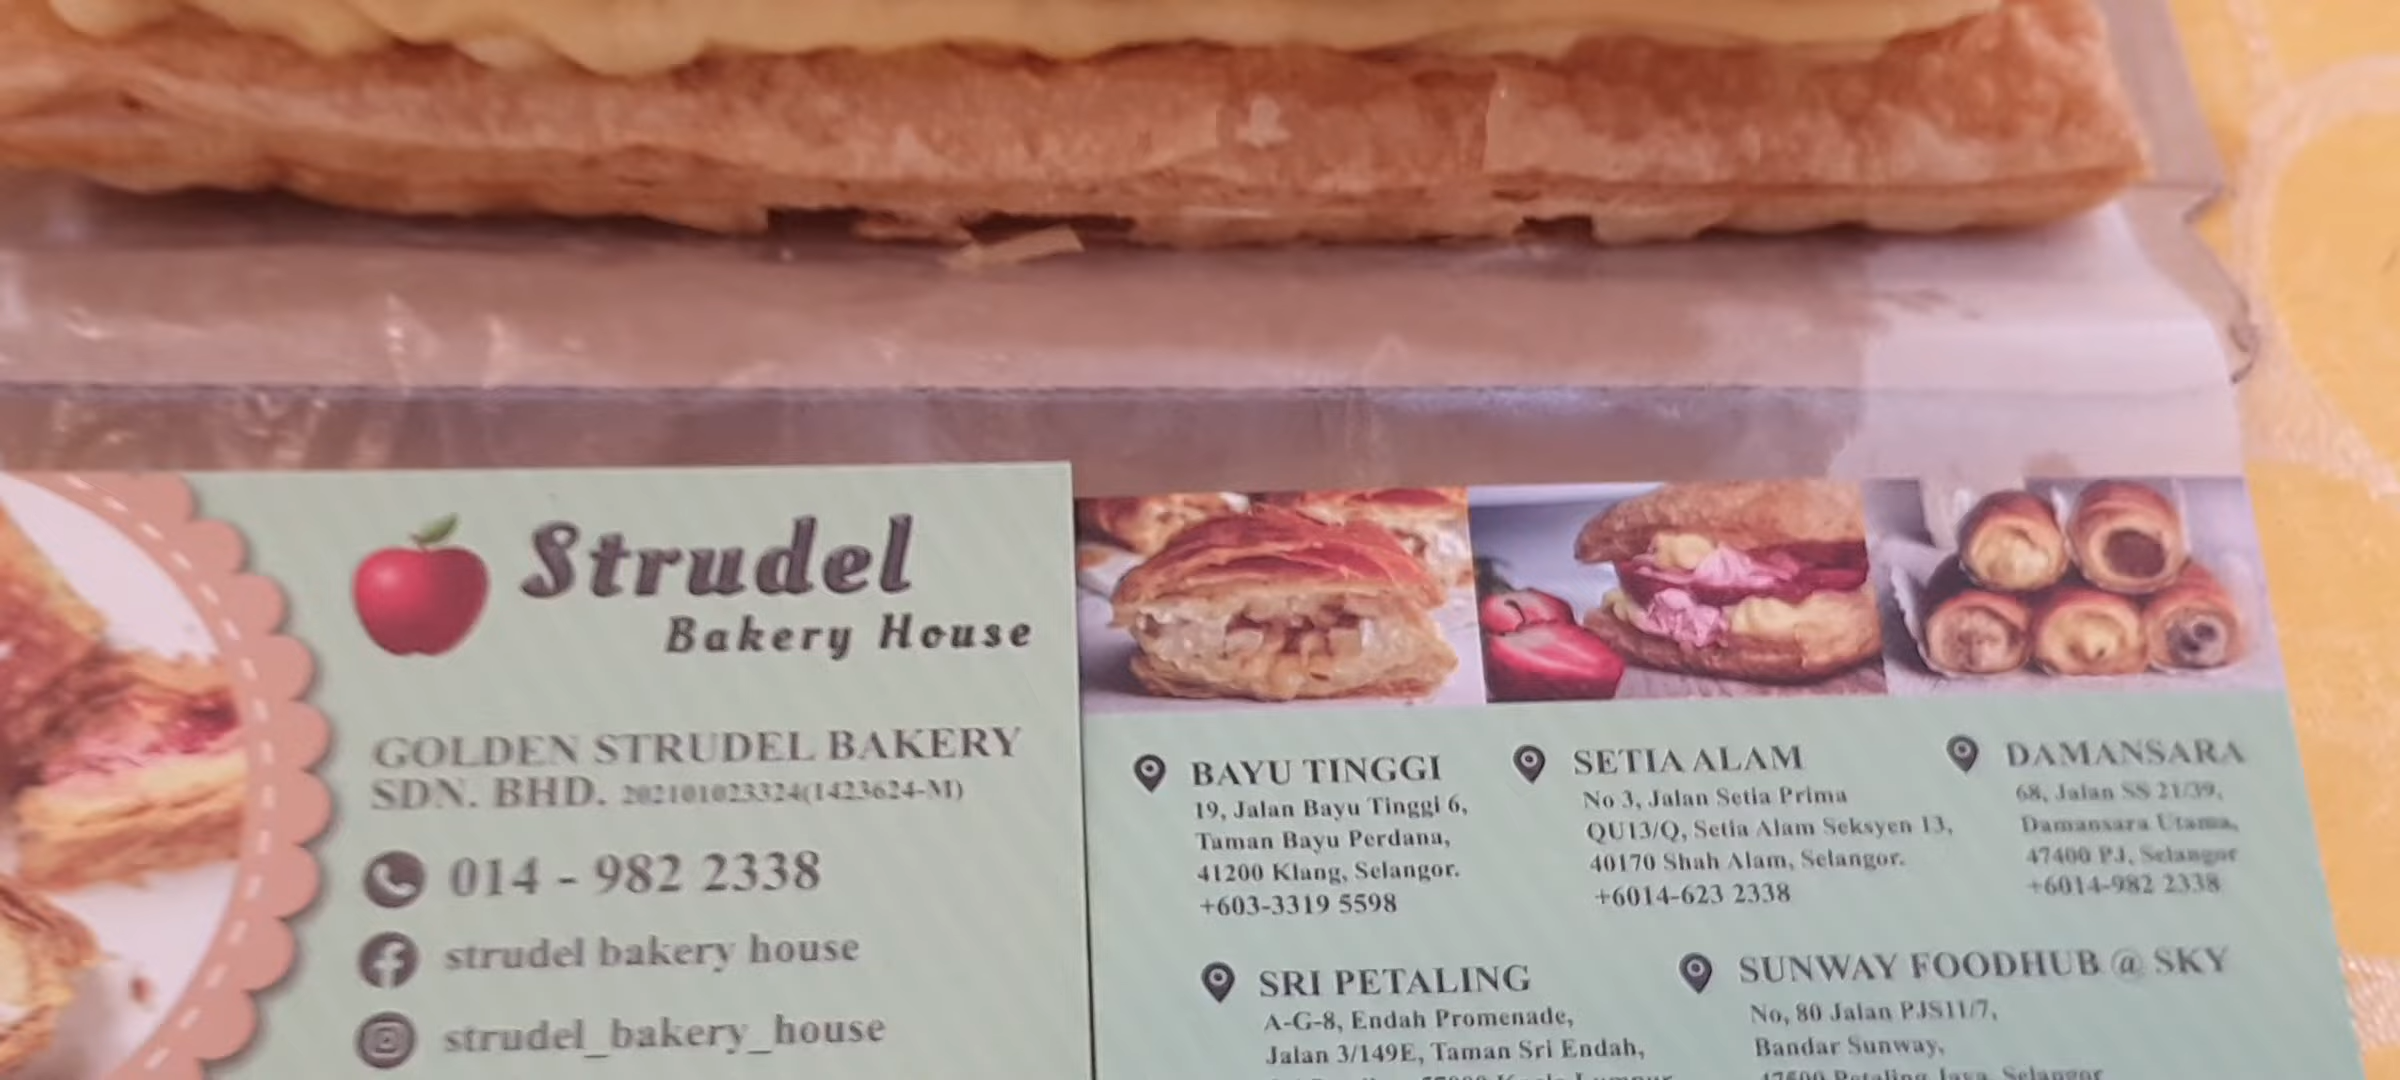 Strudel
Bakery House
GOLDEN STRUDEL BAKERY
SDN. BHD. 202101023324(1423624-M)
014 - 982 2338
strudel bakery house
strudel_bakery_house
BAYU TINGGI
19, Jalan Bayu Tinggi 6,
Taman Bayu Perdana,
41200 Klang, Selangor.
+603-3319 5598
SETIA ALAM
No 3, Jalan Setia Prima
QU13/Q, Setia Alam Seksyen 13,
40170 Shah Alam, Selangor.
+6014-623 2338
DAMANSARA
68, Jalan SS 21/39,
Damansara Utama,
47400 PJ, Selangor
+6014-982 2338
SRI PETALING
A-G-8, Endah Promenade,
Jalan 3/149E, Taman Sri Endah,
SUNWAY FOODHUB @ SKY
No, 80 Jalan PJS11/7,
Bandar Sunway,
47500 Petaling Jaya, Selangor